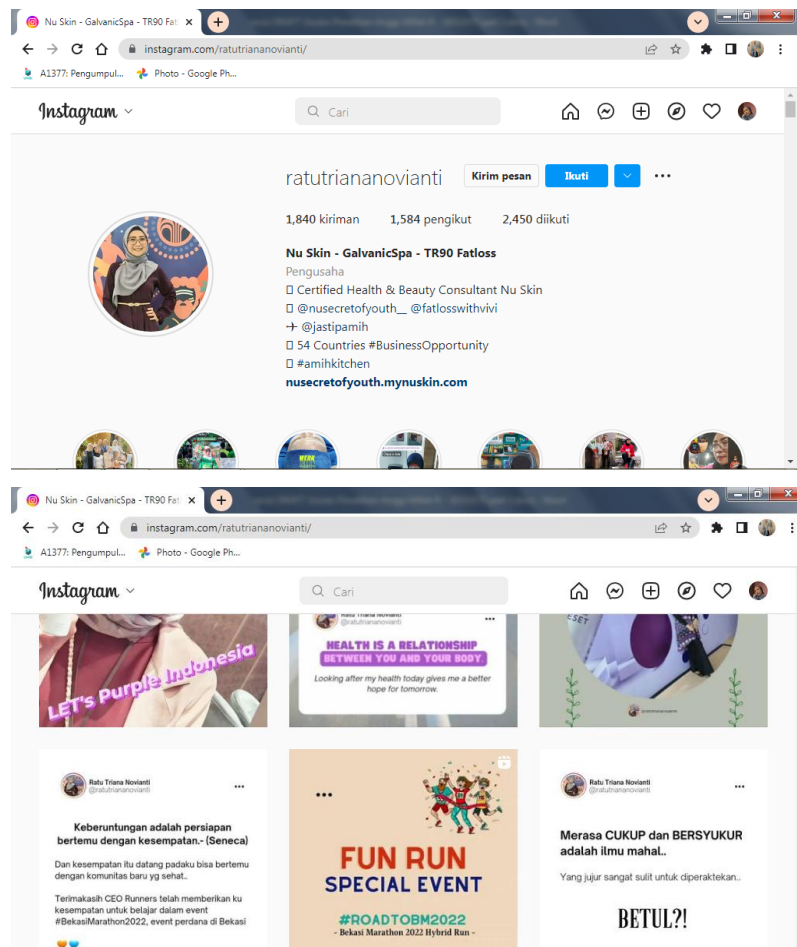 Nu Skin - GalvanicSpa - TR90 Fat
instagram.com/ratutriananovianti/
A1377: Pengumpul... Photo - Google Ph...
Instagram
Cari
ratutriananovianti Kirim pesan Ikuti
1,840 kiriman 1,584 pengikut 2,450 diikuti
Nu Skin - GalvanicSpa - TR90 Fatloss
Pengusaha
Certified Health & Beauty Consultant Nu Skin
@nusecretofyouth__ @fatlosswithvivi
@jastipamih
54 Countries #BusinessOpportunity
#amihkitchen
nusecretofyouth.mynuskin.com
Nu Skin - GalvanicSpa - TR90 Fat
instagram.com/ratutriananovianti/
A1377: Pengumpul... Photo - Google Ph...
Instagram
Cari
LET's Purple Indonesia
Ratu Triana Novianti
@ratutriananovianti
HEALTH IS A RELATIONSHIP
BETWEEN YOU AND YOUR BODY.
Looking after my health today gives me a better
hope for tomorrow.
Ratu Triana Novianti
@ratutriananovianti
Keberuntungan adalah persiapan
bertemu dengan kesempatan.- (Seneca)
Dan kesempatan itu datang padaku bisa bertemu
dengan komunitas baru yg sehat..
Terimakasih CEO Runners telah memberikan ku
kesempatan untuk belajar dalam event
#BekasiMarathon2022, event perdana di Bekasi
FUN RUN
SPECIAL EVENT
#ROADTOBM2022
- Bekasi Marathon 2022 Hybrid Run -
Ratu Triana Novianti
@ratutriananovianti
Merasa CUKUP dan BERSYUKUR
adalah ilmu mahal..
Yang jujur sangat sulit untuk diperaktekan..
BETUL?!